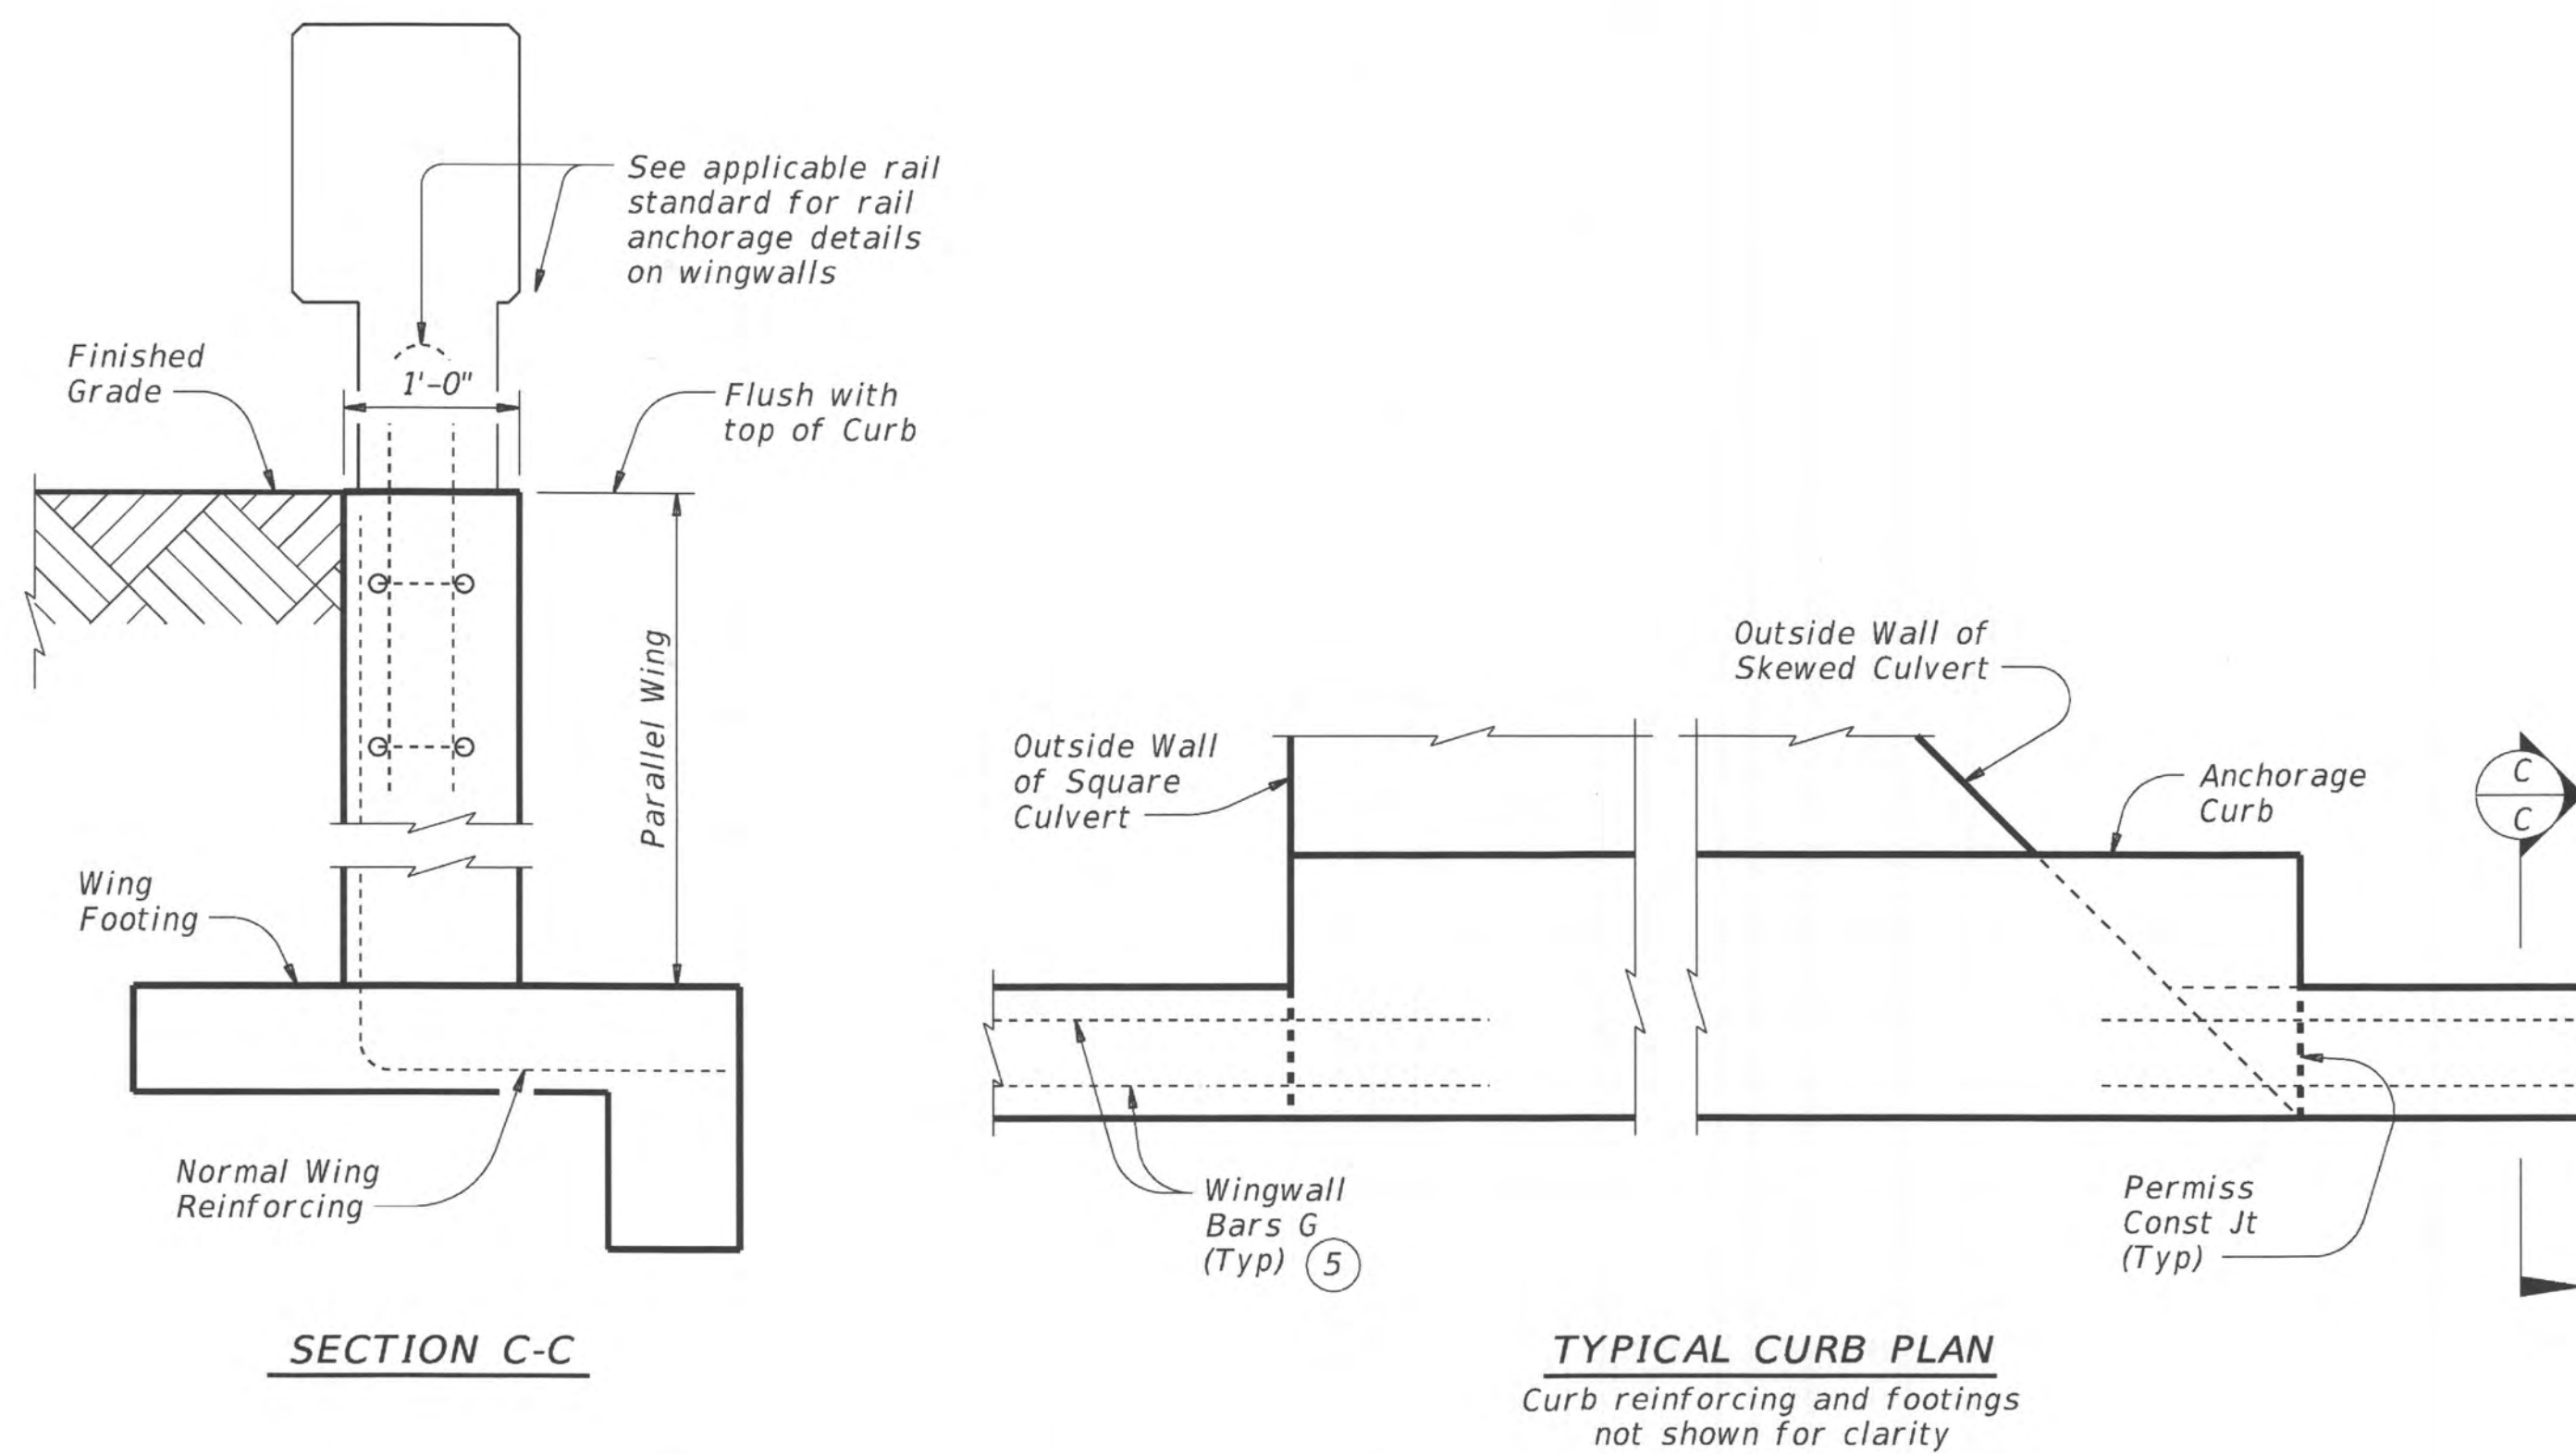 See applicable rail
standard for rail
anchorage details
on wingwalls
Finished
Grade
1'-0"
Flush with
top of Curb
Parallel Wing
Wing
Footing
Normal Wing
Reinforcing
SECTION C-C
Outside Wall of
Skewed Culvert
Outside Wall
of Square
Culvert
Anchorage
Curb
C
C
Wingwall
Bars G
(Typ) 5
Permiss
Const Jt
(Typ)
TYPICAL CURB PLAN
Curb reinforcing and footings
not shown for clarity